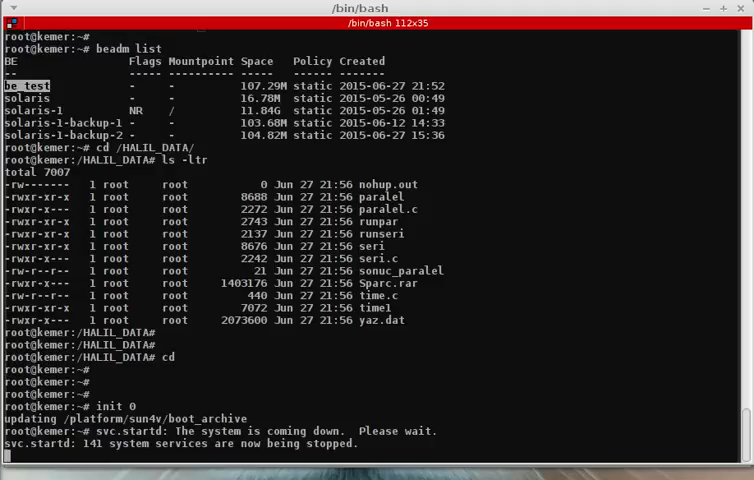 /bin/bash
/bin/bash 112x35
root@kemer:~#
root@kemer:~# beadm list
BE Flags Mountpoint Space Policy Created
-- ----- ---------- ----- ------ -------
be_test - - 107.29M static 2015-06-27 21:52
solaris - - 16.78M static 2015-05-26 00:49
solaris-1 NR / 11.84G static 2015-05-26 01:49
solaris-1-backup-1 - - 103.68M static 2015-06-12 14:33
solaris-1-backup-2 - - 104.82M static 2015-06-27 15:36
root@kemer:~# cd /HALIL_DATA/
root@kemer:/HALIL_DATA# ls -ltr
total 7007
-rw------- 1 root root 0 Jun 27 21:56 nohup.out
-rwxr-xr-x 1 root root 8688 Jun 27 21:56 paralel
-rwxr-x--- 1 root root 2272 Jun 27 21:56 paralel.c
-rwxr-xr-x 1 root root 2743 Jun 27 21:56 runpar
-rwxr-xr-x 1 root root 2137 Jun 27 21:56 runseri
-rwxr-xr-x 1 root root 8676 Jun 27 21:56 seri
-rwxr-x--- 1 root root 2242 Jun 27 21:56 seri.c
-rw-r--r-- 1 root root 21 Jun 27 21:56 sonuc_paralel
-rwxr-xr-x 1 root root 1403176 Jun 27 21:56 Sparc.rar
-rw-r--r-- 1 root root 440 Jun 27 21:56 time.c
-rwxr-xr-x 1 root root 7072 Jun 27 21:56 time1
-rwxr-x--- 1 root root 2073600 Jun 27 21:56 yaz.dat
root@kemer:/HALIL_DATA#
root@kemer:/HALIL_DATA#
root@kemer:/HALIL_DATA# cd
root@kemer:~#
root@kemer:~#
root@kemer:~#
root@kemer:~# init 0
updating /platform/sun4v/boot_archive
root@kemer:~# svc.startd: The system is coming down.  Please wait.
svc.startd: 141 system services are now being stopped.